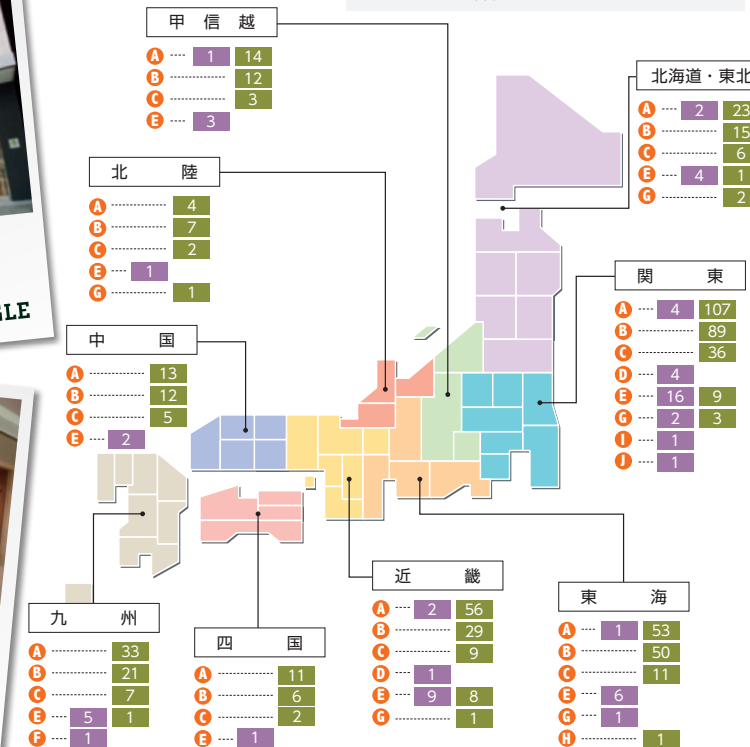 甲信越
A 1 14
B 12
C 3
E 3
北海道・東北
A 2 23
B 15
C 6
E 4 1
G 2
北陸
A 4
B 7
C 2
E 1
G 1
関東
A 4 107
B 89
C 36
D 4
E 16 9
G 2 3
I 1
J 1
中国
A 13
B 12
C 5
E 2
近畿
A 2 56
B 29
C 9
D 1
E 9 8
G 1
東海
A 1 53
B 50
C 11
E 6
G 1
H 1
九州
A 33
B 21
C 7
E 5 1
F 1
四国
A 11
B 6
C 2
E 1